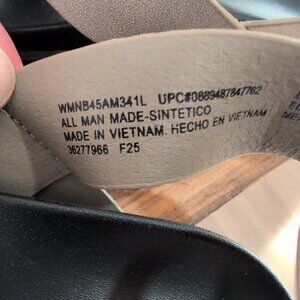 WMNB45AM341L UPC#0889487847762
ALL MAN MADE-SINTETICO
MADE IN VIETNAM. HECHO EN VIETNAM
36277966 F25